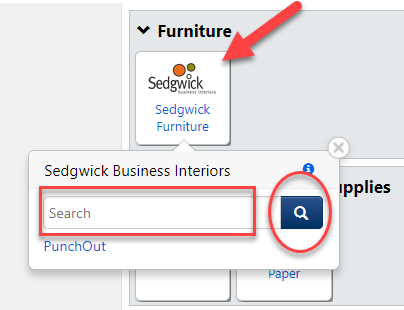 Furniture
Sedgwick
business interiors
Sedgwick
Furniture
Sedgwick Business Interiors
i
upplies
Search
PunchOut
Paper